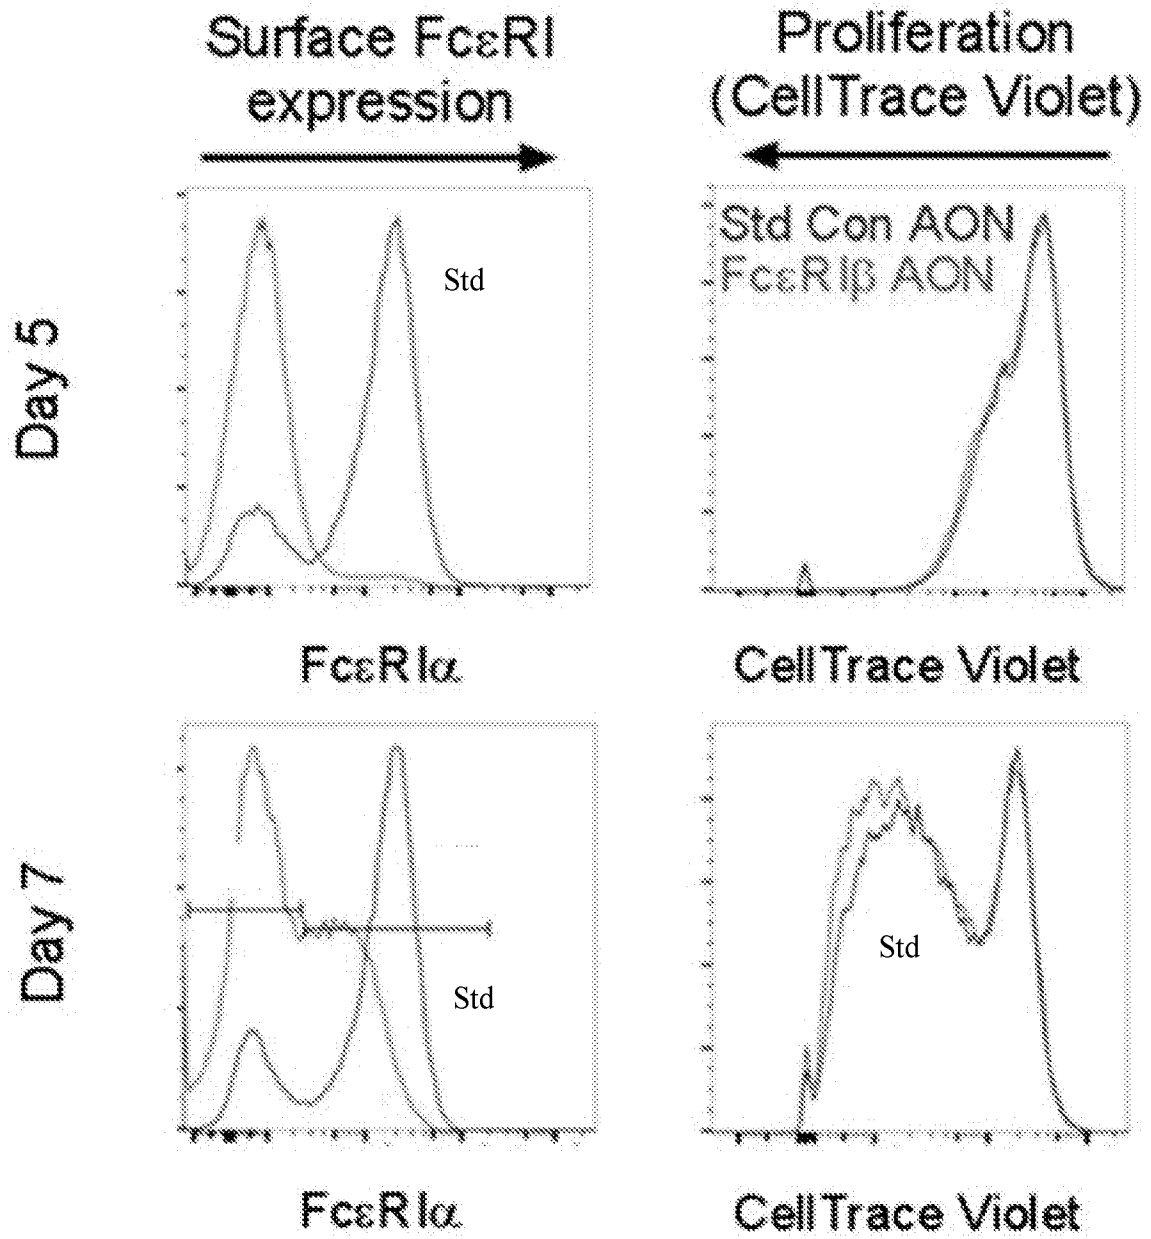 Surface FcεRI
expression
Proliferation
(CellTrace Violet)
Day 5
Std
Std Con AON
FcεRIβ AON
FcεRIα
CellTrace Violet
Day 7
Std
Std
FcεRIα
CellTrace Violet